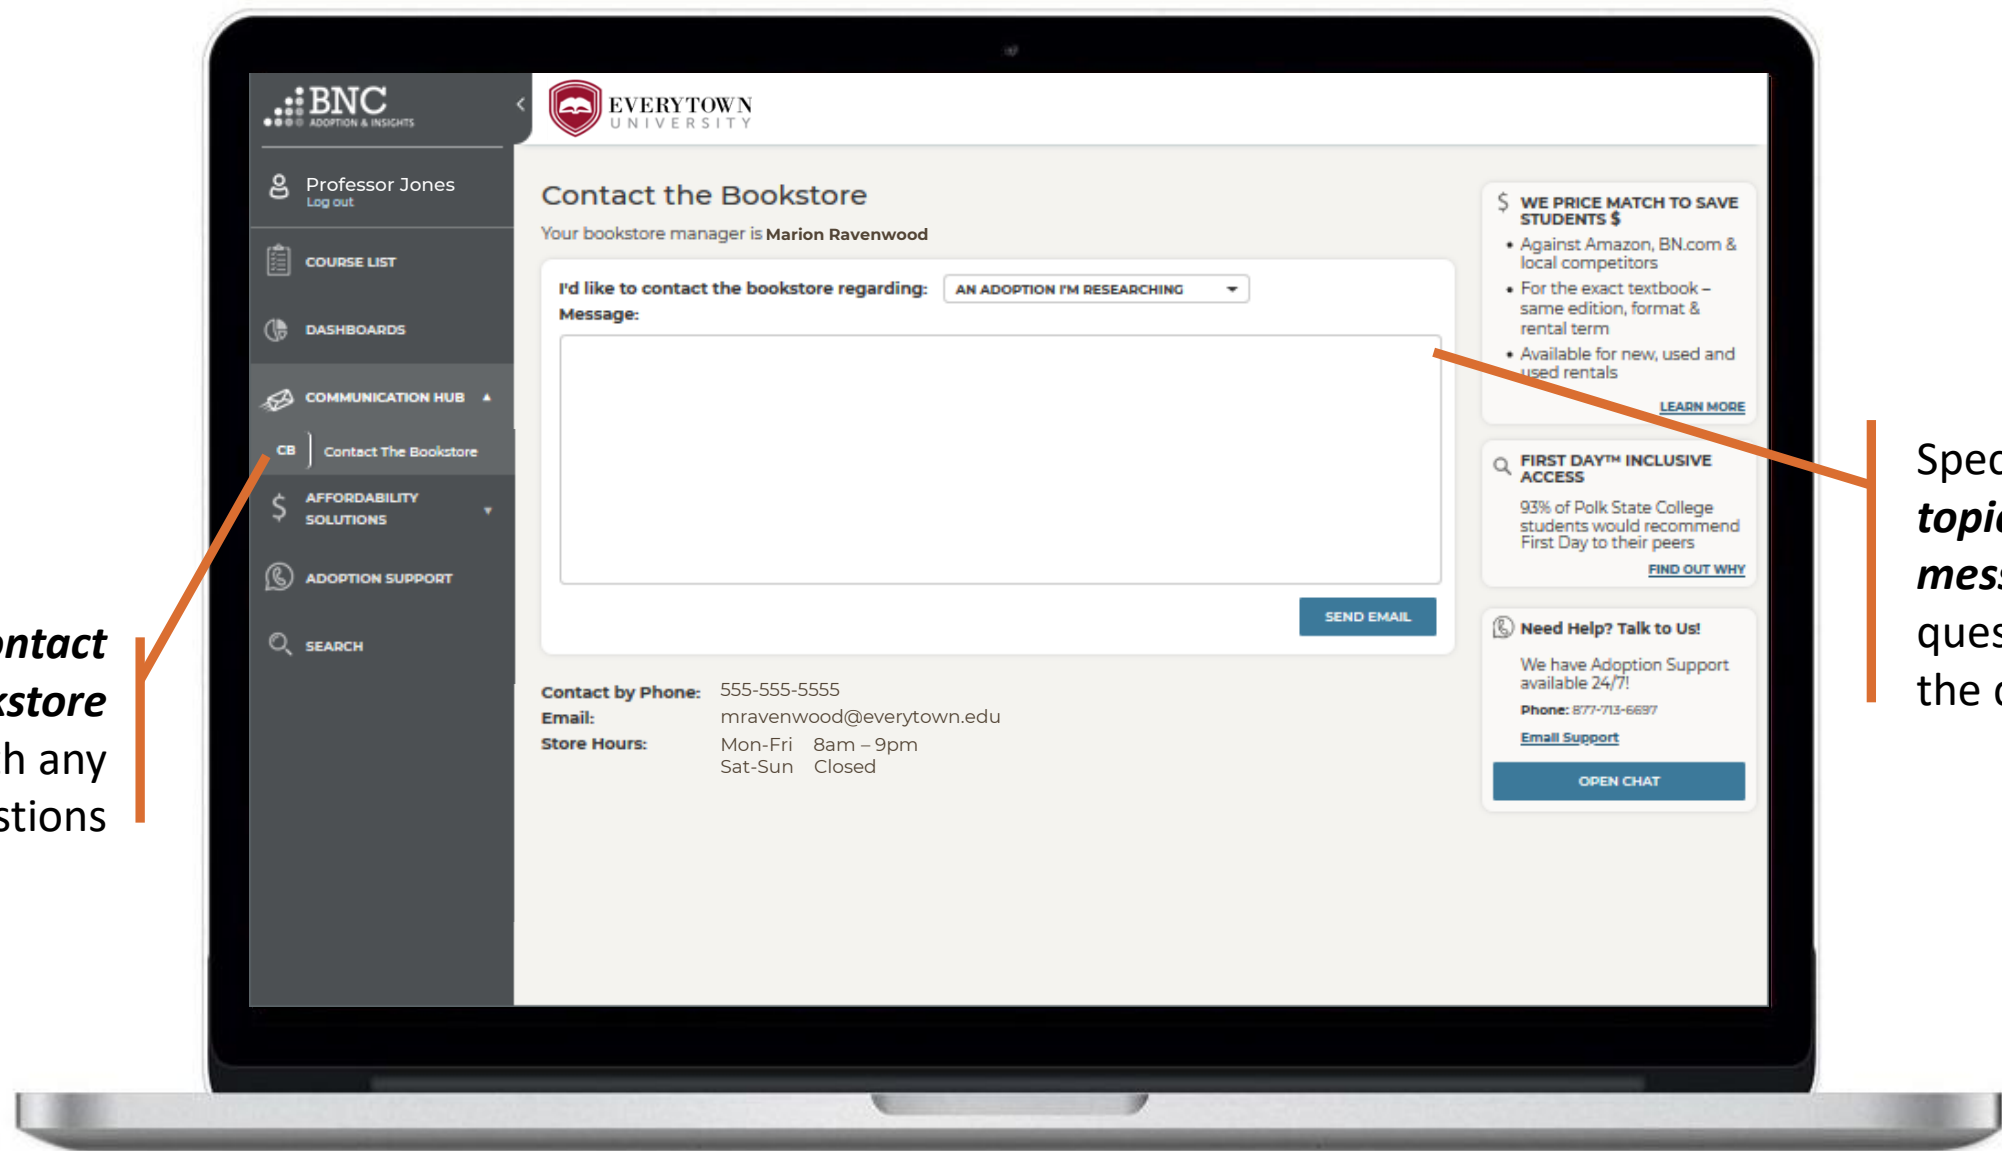 BNC
ADOPTION & INSIGHTS
EVERYTOWN
UNIVERSITY
Professor Jones
Log out
COURSE LIST
DASHBOARDS
COMMUNICATION HUB
CB Contact The Bookstore
AFFORDABILITY
SOLUTIONS
ADOPTION SUPPORT
SEARCH
Contact the Bookstore
Your bookstore manager is Marion Ravenwood
I'd like to contact the bookstore regarding: AN ADOPTION I'M RESEARCHING
Message:
SEND EMAIL
Contact by Phone: 555-555-5555
Email: mravenwood@everytown.edu
Store Hours: Mon-Fri 8am – 9pm
Sat-Sun Closed
$ WE PRICE MATCH TO SAVE
STUDENTS $
• Against Amazon, BN.com &
local competitors
• For the exact textbook –
same edition, format &
rental term
• Available for new, used and
used rentals
LEARN MORE
FIRST DAY™ INCLUSIVE
ACCESS
93% of Polk State College
students would recommend
First Day to their peers
FIND OUT WHY
Need Help? Talk to Us!
We have Adoption Support
available 24/7!
Phone: 877-713-6697
Email Support
OPEN CHAT
any
the